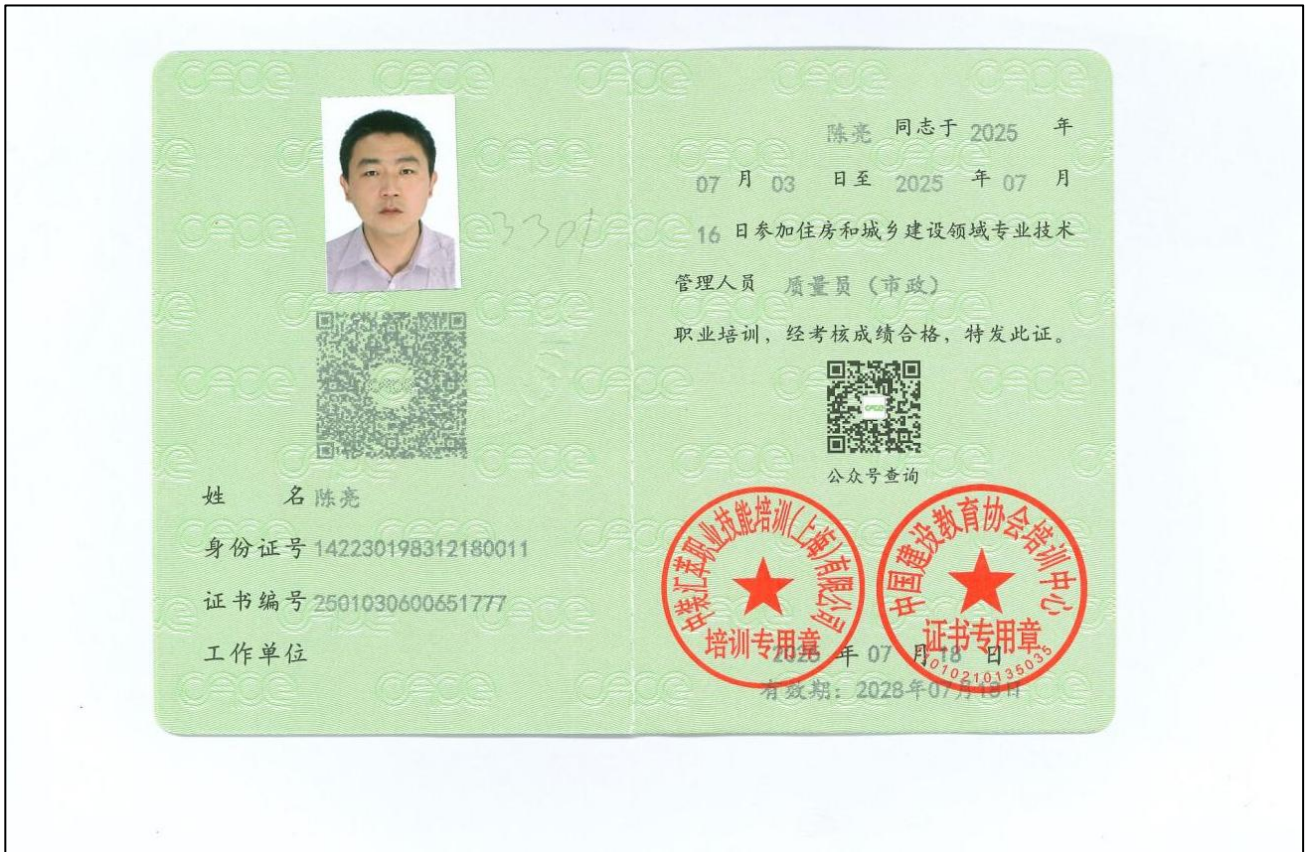 3301
姓 名 陈亮
身份证号 142230198312180011
证书编号 2501030600651777
工作单位
陈亮 同志于 2025 年
07 月 03 日至 2025 年 07 月
16 日参加住房和城乡建设领域专业技术
管理人员 质量员（市政）
职业培训，经考核成绩合格，特发此证。
公众号查询
中装汇萃职业技能培训(上海)有限公司
培训专用章
中国建设教育协会培训中心
证书专用章
2025 年 07 月 18 日
有效期：2028年07月18日